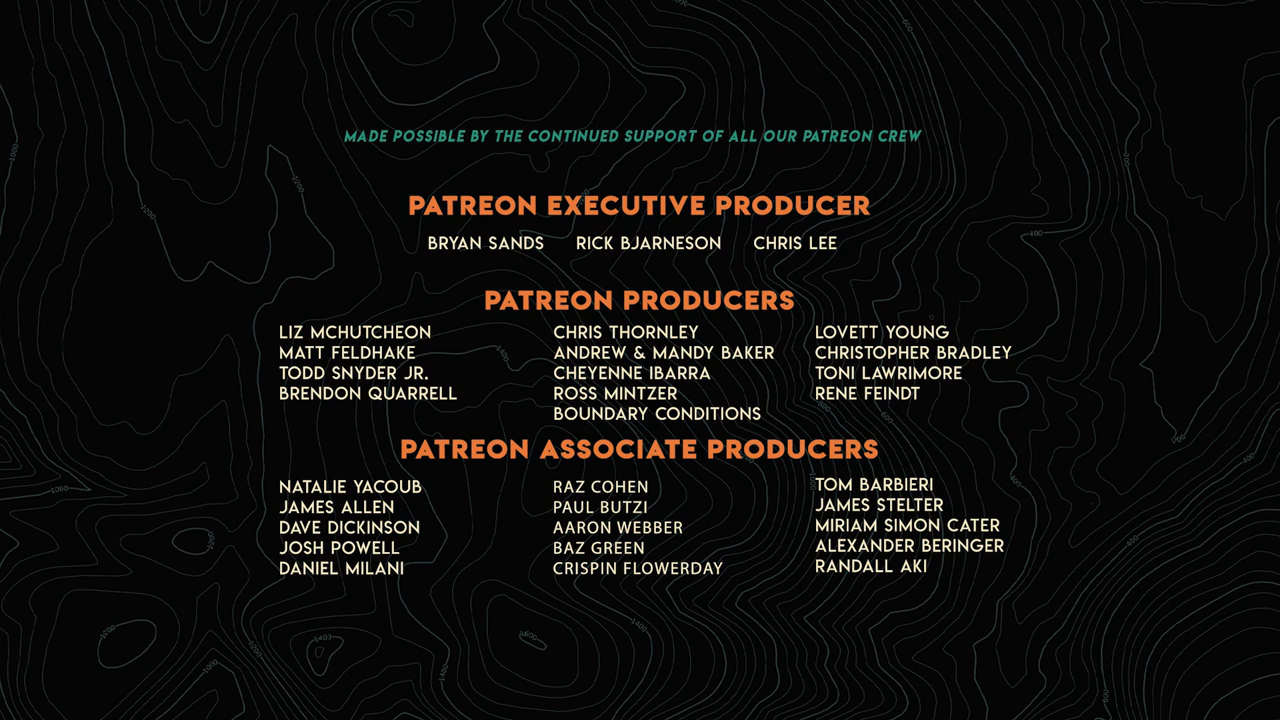 MADE POSSIBLE BY THE CONTINUED SUPPORT OF ALL OUR PATREON CREW
PATREON EXECUTIVE PRODUCER
BRYAN SANDS RICK BJARNESON CHRIS LEE
PATREON PRODUCERS
LIZ MCHUTCHEON
MATT FELDHAKE
TODD SNYDER JR.
BRENDON QUARRELL
CHRIS THORNLEY
ANDREW & MANDY BAKER
CHEYENNE IBARRA
ROSS MINTZER
BOUNDARY CONDITIONS
LOVETT YOUNG
CHRISTOPHER BRADLEY
TONI LAWRIMORE
RENE FEINDT
PATREON ASSOCIATE PRODUCERS
NATALIE YACOUB
JAMES ALLEN
DAVE DICKINSON
JOSH POWELL
DANIEL MILANI
RAZ COHEN
PAUL BUTZI
AARON WEBBER
BAZ GREEN
CRISPIN FLOWERDAY
TOM BARBIERI
JAMES STELTER
MIRIAM SIMON CATER
ALEXANDER BERINGER
RANDALL AKI